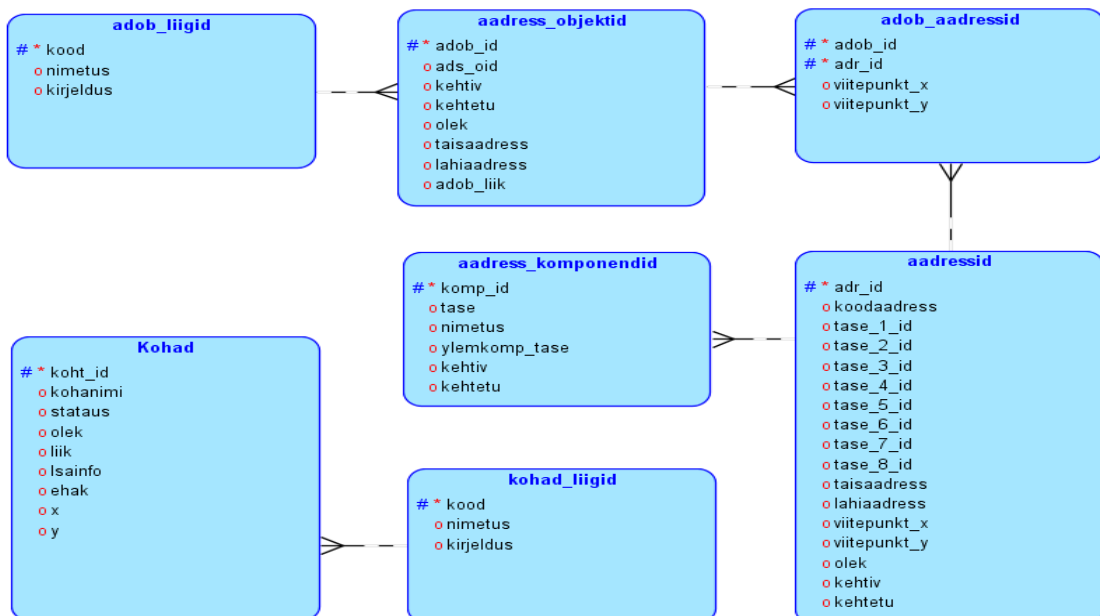 adob_liigid
# * kood
o nimetus
o kirjeldus
aadress_objektid
# * adob_id
o ads_oid
o kehtiv
o kehtetu
o olek
o taisaadress
o lahiaadress
o adob_liik
adob_aadressid
# * adob_id
# * adr_id
o viitepunkt_x
o viitepunkt_y
aadress_komponendid
# * komp_id
o tase
o nimetus
o ylemkomp_tase
o kehtiv
o kehtetu
aadressid
# * adr_id
o koodaadress
o tase_1_id
o tase_2_id
o tase_3_id
o tase_4_id
o tase_5_id
o tase_6_id
o tase_7_id
o tase_8_id
o taisaadress
o lahiaadress
o viitepunkt_x
o viitepunkt_y
o olek
o kehtiv
o kehtetu
Kohad
# * koht_id
o kohanimi
o stataus
o olek
o liik
o lsainfo
o ehak
o x
o y
kohad_liigid
# * kood
o nimetus
o kirjeldus